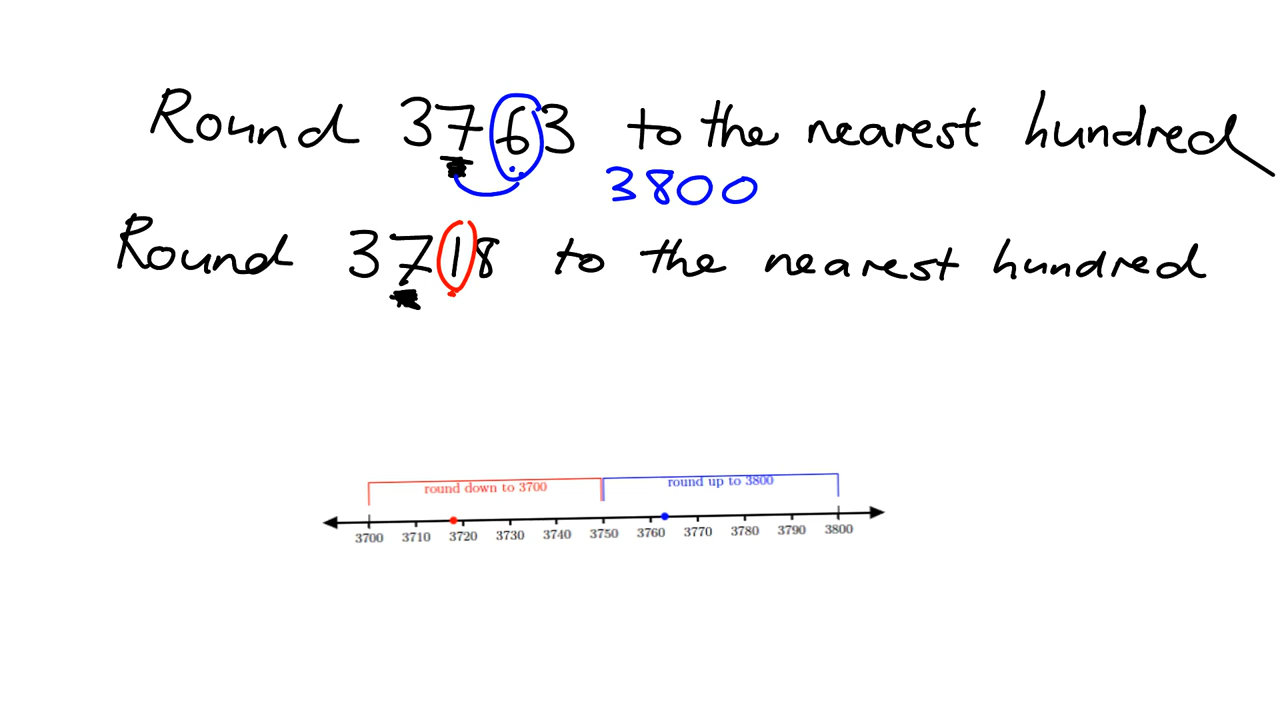 Round 3763 to the nearest hundred
3800
Round 3718 to the nearest hundred
round down to 3700 round up to 3800
3700 3710 3720 3730 3740 3750 3760 3770 3780 3790 3800